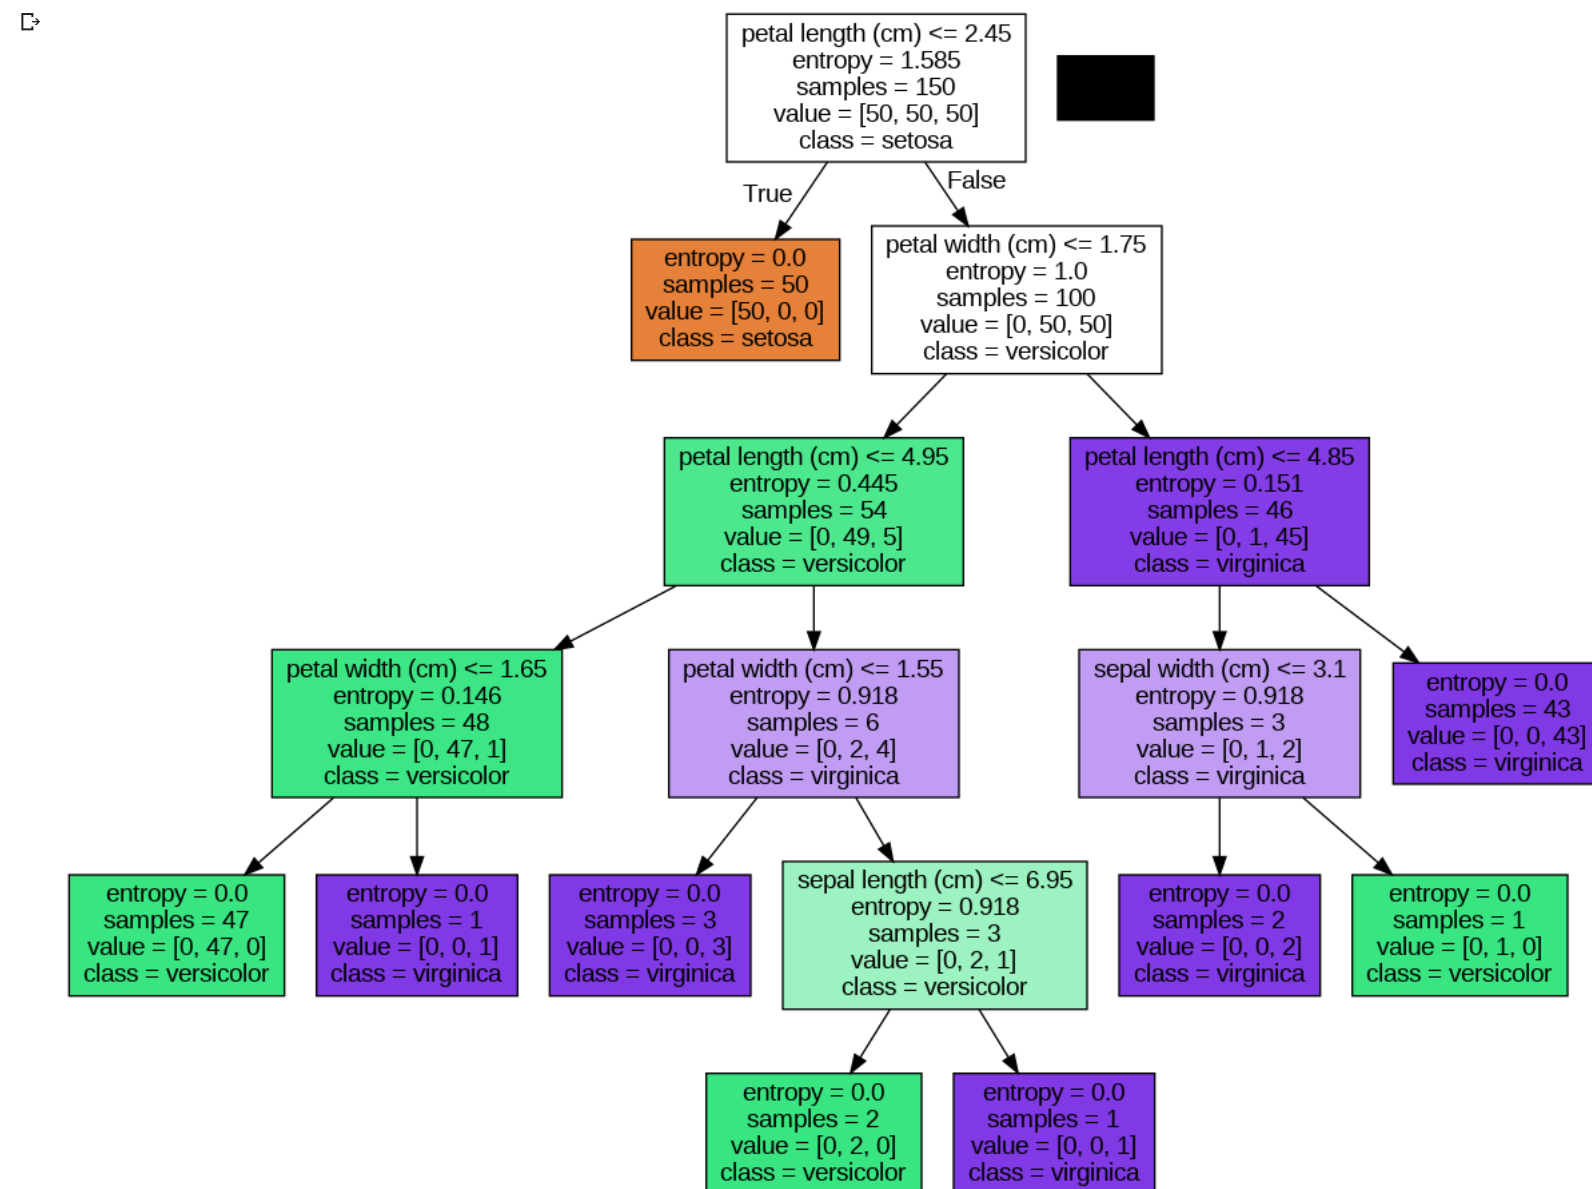 petal length (cm) <= 2.45
entropy = 1.585
samples = 150
value = [50, 50, 50]
class = setosa
True
False
entropy = 0.0
samples = 50
value = [50, 0, 0]
class = setosa
petal width (cm) <= 1.75
entropy = 1.0
samples = 100
value = [0, 50, 50]
class = versicolor
petal length (cm) <= 4.95
entropy = 0.445
samples = 54
value = [0, 49, 5]
class = versicolor
petal length (cm) <= 4.85
entropy = 0.151
samples = 46
value = [0, 1, 45]
class = virginica
petal width (cm) <= 1.65
entropy = 0.146
samples = 48
value = [0, 47, 1]
class = versicolor
petal width (cm) <= 1.55
entropy = 0.918
samples = 6
value = [0, 2, 4]
class = virginica
sepal width (cm) <= 3.1
entropy = 0.918
samples = 3
value = [0, 1, 2]
class = virginica
entropy = 0.0
samples = 43
value = [0, 0, 43]
class = virginica
entropy = 0.0
samples = 47
value = [0, 47, 0]
class = versicolor
entropy = 0.0
samples = 1
value = [0, 0, 1]
class = virginica
entropy = 0.0
samples = 3
value = [0, 0, 3]
class = virginica
sepal length (cm) <= 6.95
entropy = 0.918
samples = 3
value = [0, 2, 1]
class = versicolor
entropy = 0.0
samples = 2
value = [0, 0, 2]
class = virginica
entropy = 0.0
samples = 1
value = [0, 1, 0]
class = versicolor
entropy = 0.0
samples = 2
value = [0, 2, 0]
class = versicolor
entropy = 0.0
samples = 1
value = [0, 0, 1]
class = virginica